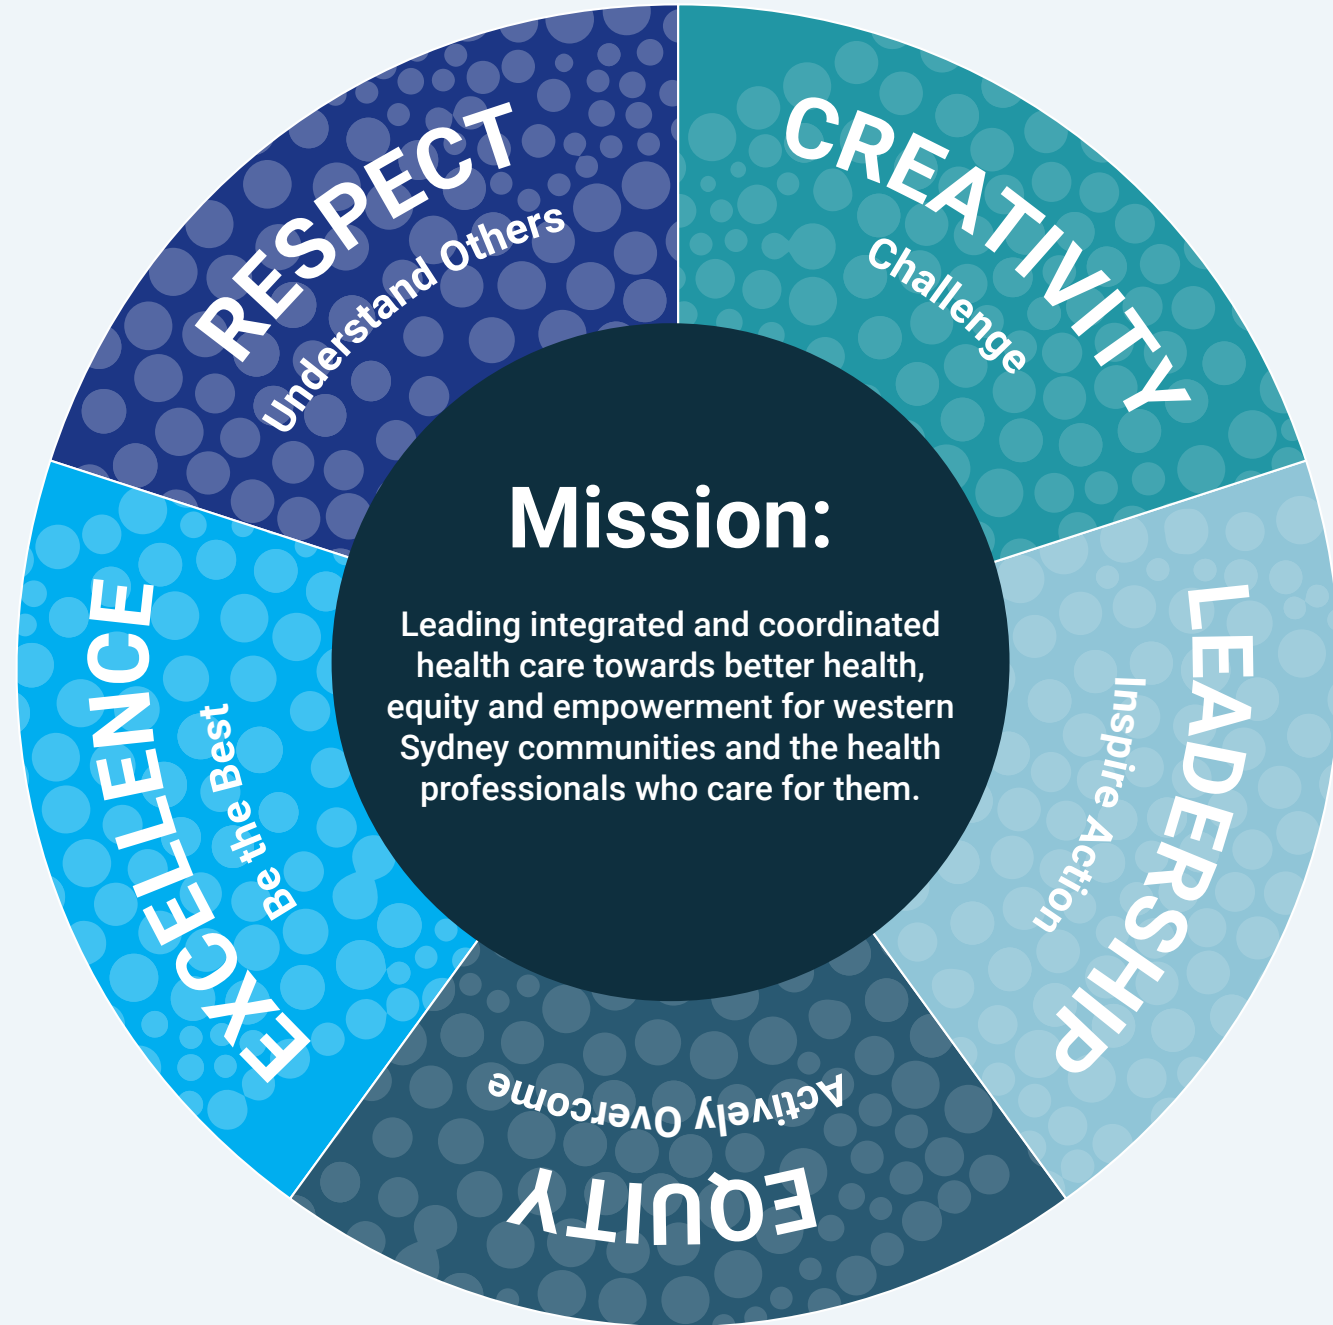 RESPECT
Understand Others
CREATIVITY
Challenge
LEADERSHIP
Inspire Action
EQUITY
Actively Overcome
EXCELLENCE
Be the Best
Mission:
Leading integrated and coordinated
health care towards better health,
equity and empowerment for western
Sydney communities and the health
professionals who care for them.